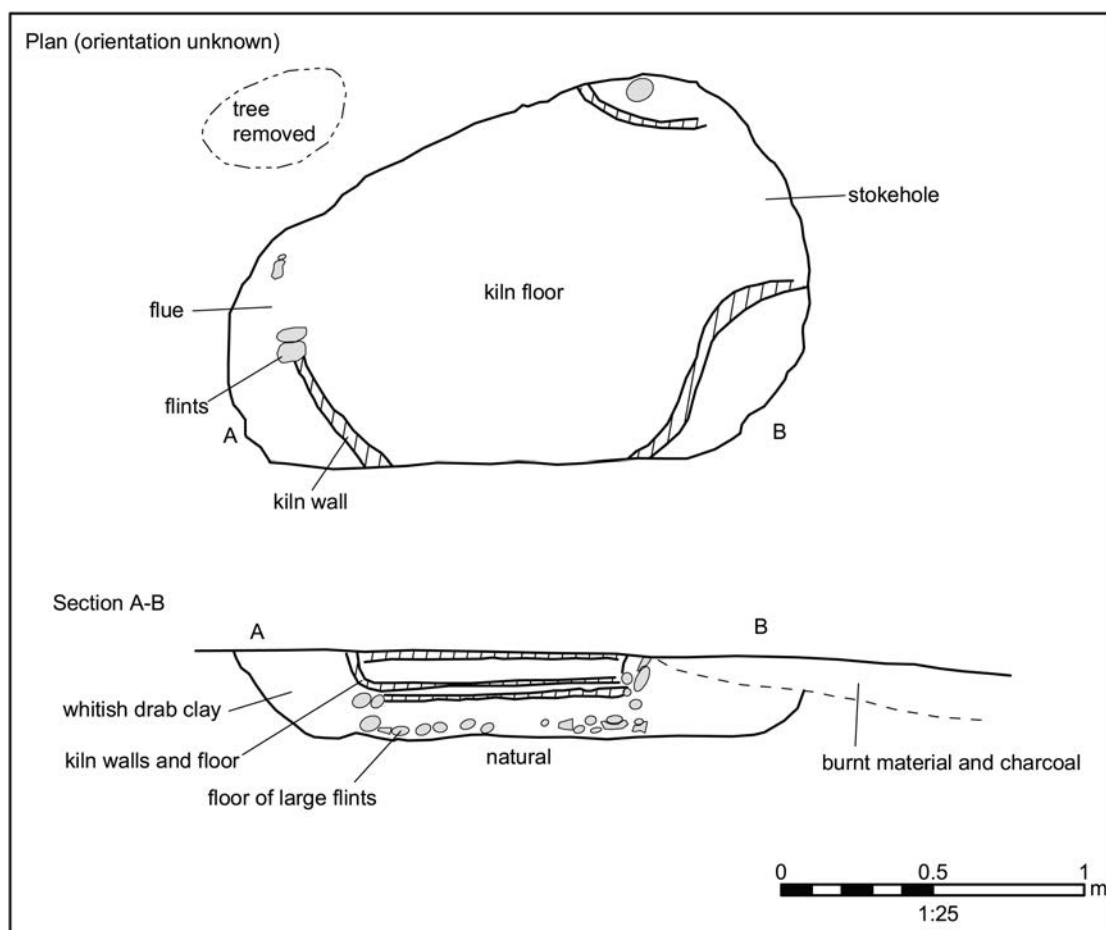 Plan (orientation unknown)
tree
removed
stokehole
kiln floor
flue
flints
A
B
kiln wall
Section A-B
A
B
whitish drab clay
kiln walls and floor
natural
burnt material and charcoal
floor of large flints
0 0.5 1
m
1:25